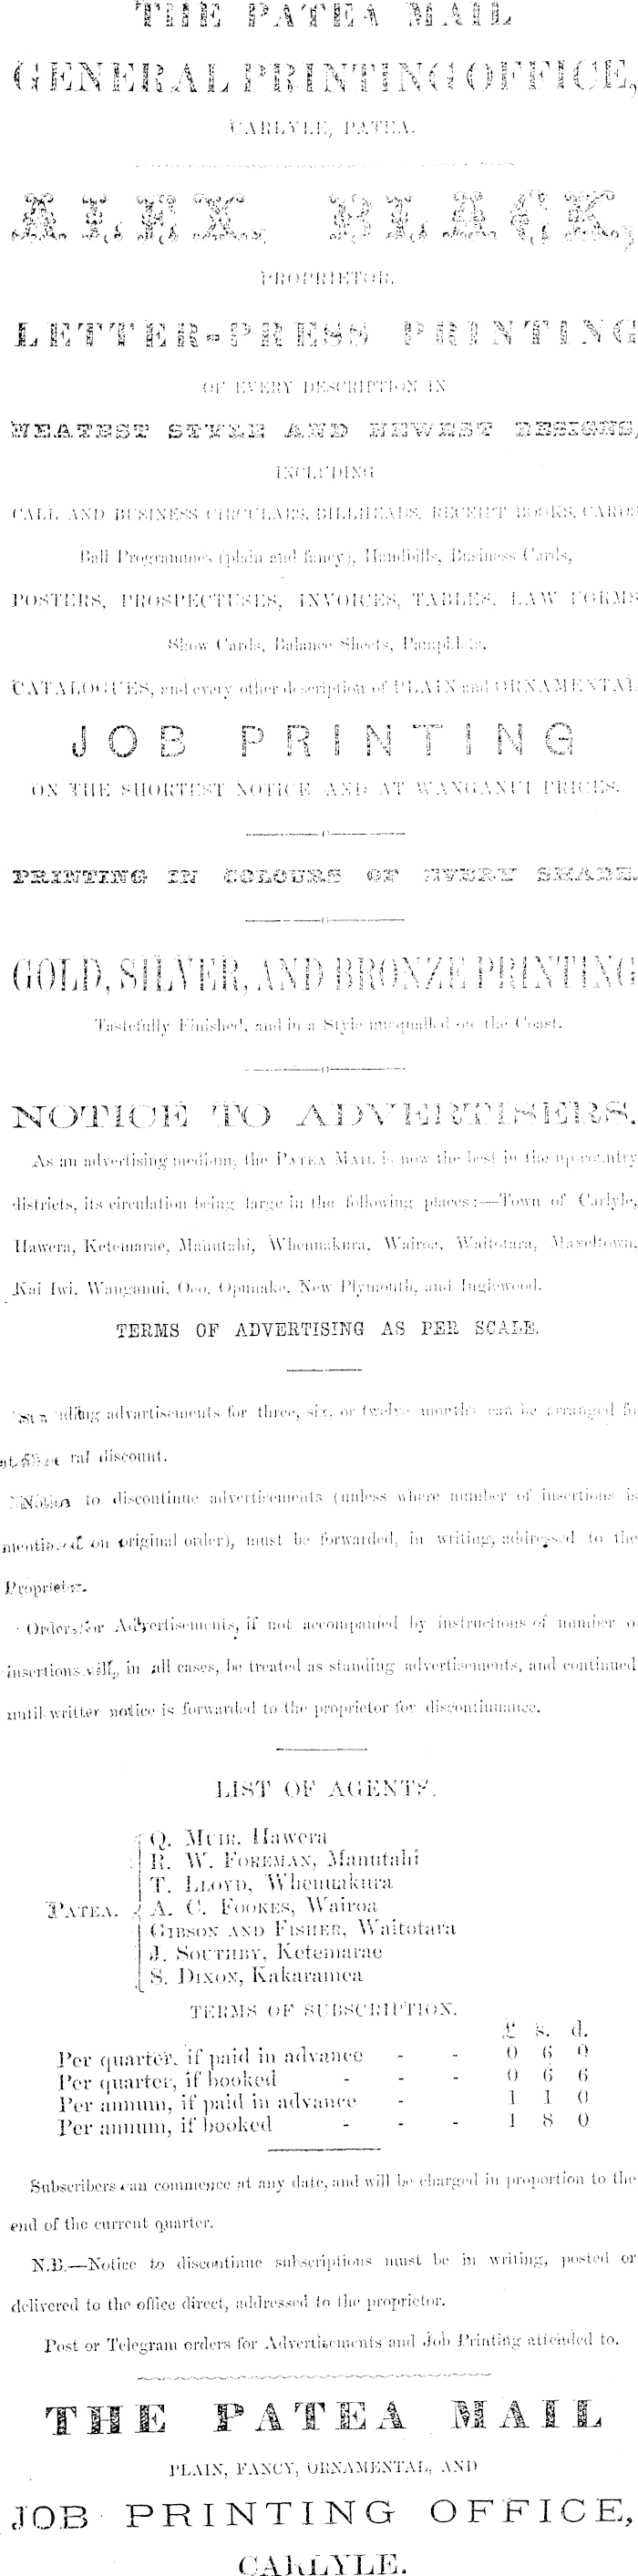 THE PATEA MAIL
GENERAL PRINTING OFFICE,
CARLYLE, PATEA.
ALEX. BLACK,
PROPRIETOR.
LETTER-PRESS PRINTING
OF EVERY DESCRIPTION IN
NEATEST STYLE AND NEWEST DESIGNS,
INCLUDING
CALL AND BUSINESS CIRCULARS, BILLHEADS, RECEIPT BOOKS, CARDS
Ball Programmes (plain and fancy), Handbills, Business Cards,
POSTERS, PROSPECTUSES, INVOICES, TABLES, LAW FORMS
Show Cards, Balance Sheets, Pamphlets,
CATALOGUES, and every other description of PLAIN and ORNAMENTAL
JOB PRINTING
ON THE SHORTEST NOTICE AND AT WANGANUI PRICES.
PRINTING IN COLOURS OF EVERY SHADE.
GOLD, SILVER, AND BRONZE PRINTING
Tastefully Finished, and in a Style unequalled on the Coast.
NOTICE TO ADVERTISERS.
As an advertising medium, the PATEA MAIL is now the best in the up-country
districts, its circulation being large in the following places:—Town of Carlyle,
Hawera, Ketemarae, Manutahi, Whenuakura, Wairoa, Waitotara, Maxeltown,
Kai Iwi, Wanganui, Oeo, Opunake, New Plymouth, and Inglewood.
TERMS OF ADVERTISING AS PER SCALE.
advartisements for three, six, or twelve months can be arranged fo
ral discount.
to discontinue advertisements (unless where number of insertions is
on original order), must be forwarded, in writing, addressed to the
Proprietor.
Orders for Advertisements, if not accompanied by instructions of number o
insertions will, in all cases, be treated as standing advertisements, and continued
until writter notice is forwarded to the proprietor for discontinuance.
LIST OF AGENTS.
Q. MUIR, Hawera
R. W. FOREMAN, Manutahi
T. LLOYD, Whenuakura
PATEA. A. C. FOOKES, Wairoa
GIBSON AND FISHER, Waitotara
J. SOUTHBY, Ketemarae
S. DIXON, Kakaramea
TERMS OF SUBSCRIPTION.
£ s. d.
Per quarter, if paid in advance - - 0 6 0
Per quarter, if booked - - - 0 6 6
Per annum, if paid in advance - 1 1 0
Per annum, if booked - - - 1 8 0
Subscribers can commence at any date, and will be charged in proportion to the
end of the current quarter.
N.B.—Notice to discontinue subscriptions must be in writing, posted or
delivered to the office direct, addressed to the proprietor.
Post or Telegram orders for Advertisements and Job Printing attended to.
THE PATEA MAIL
PLAIN, FANCY, ORNAMENTAL, AND
JOB PRINTING OFFICE,
CARLYLE.